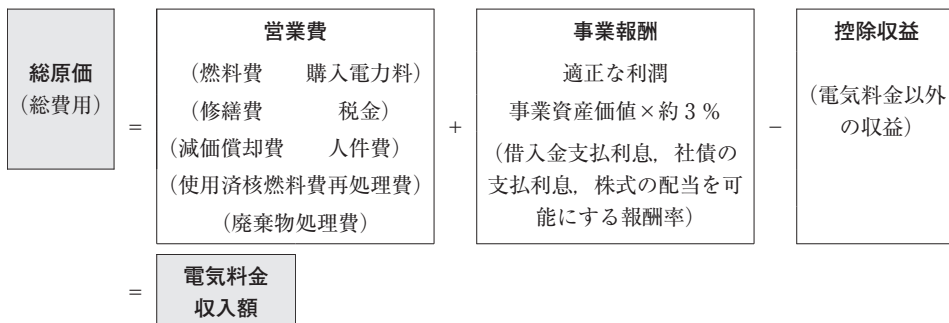 総原価
(総費用)
=
営業費
(燃料費 購入電力料)
(修繕費 税金)
(減価償却費 人件費)
(使用済核燃料費再処理費)
(廃棄物処理費)
+
事業報酬
適正な利潤
事業資産価値×約3%
(借入金支払利息，社債の
支払利息，株式の配当を可
能にする報酬率)
−
控除収益
(電気料金以外
の収益)
=
電気料金
収入額